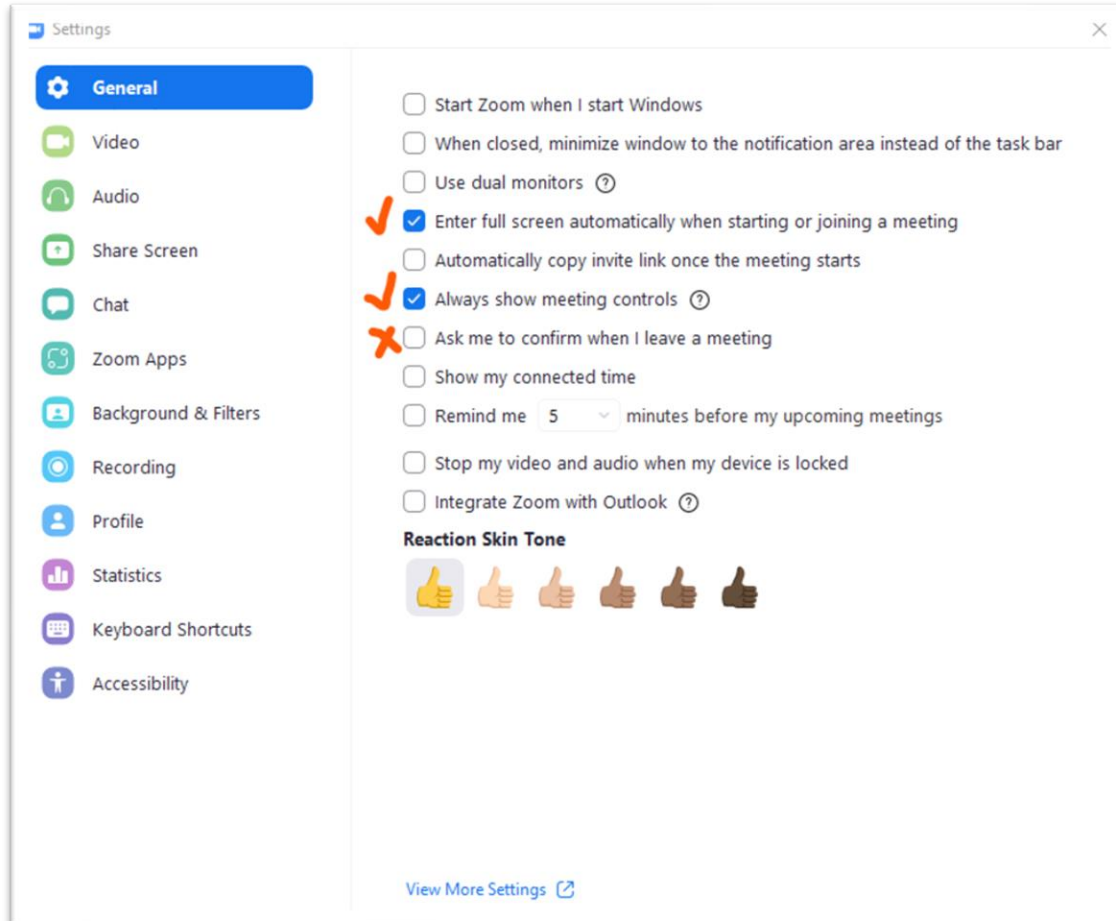 Settings
General
Video
Audio
Share Screen
Chat
Zoom Apps
Background & Filters
Recording
Profile
Statistics
Keyboard Shortcuts
Accessibility
Start Zoom when I start Windows
When closed, minimize window to the notification area instead of the task bar
Use dual monitors ?
Enter full screen automatically when starting or joining a meeting
Automatically copy invite link once the meeting starts
Always show meeting controls ?
Ask me to confirm when I leave a meeting
Show my connected time
Remind me 5 minutes before my upcoming meetings
Stop my video and audio when my device is locked
Integrate Zoom with Outlook ?
Reaction Skin Tone
View More Settings